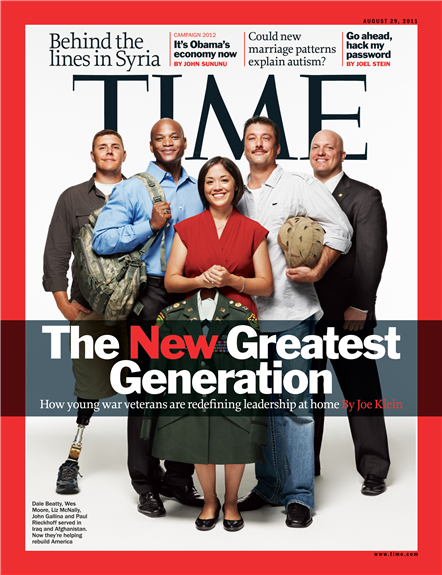 AUGUST 29, 2011
Behind the
lines in Syria
CAMPAIGN 2012
It's Obama's
economy now
BY JOHN SUNUNU
Could new
marriage patterns
explain autism?
Go ahead,
hack my
password
BY JOEL STEIN
TIME
The New Greatest
Generation
How young war veterans are redefining leadership at home By Joe Klein
Dale Beatty, Wes
Moore, Liz McNally,
John Gallina and Paul
Rieckhoff served in
Iraq and Afghanistan.
Now they're helping
rebuild America
www.time.com